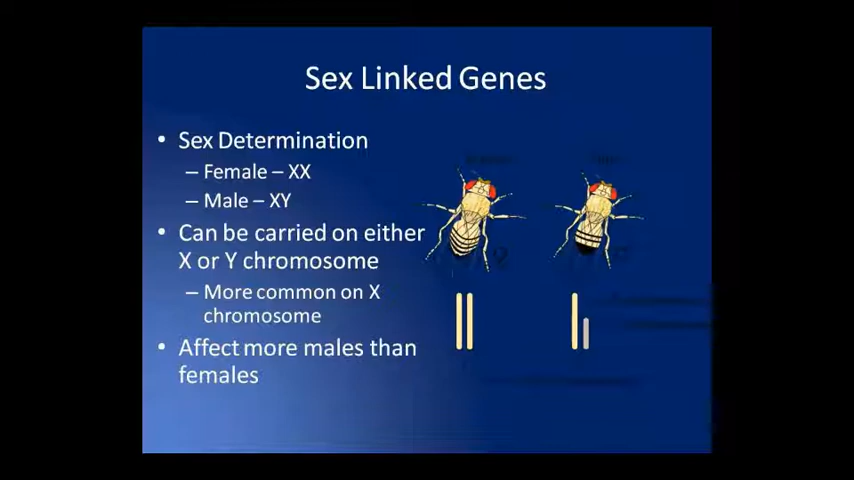 Sex Linked Genes
• Sex Determination
– Female – XX
– Male – XY
• Can be carried on either
X or Y chromosome
– More common on X
chromosome
• Affect more males than
females